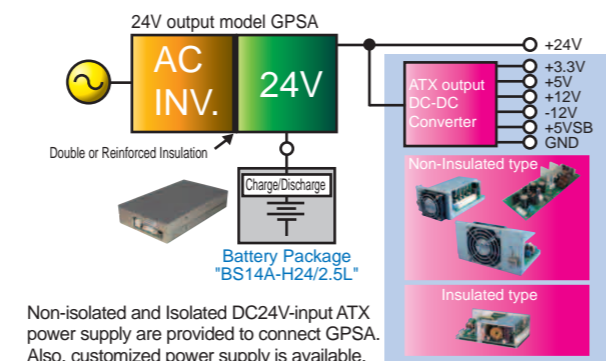 24V output model GPSA
AC
INV.
24V
+24V
ATX output
DC-DC
Converter
+3.3V
+5V
+12V
-12V
+5VSB
GND
Double or Reinforced Insulation
Charge/Discharge
Battery Package
"BS14A-H24/2.5L"
Non-Insulated type
Insulated type
Non-isolated and Isolated DC24V-input ATX
power supply are provided to connect GPSA.
Also, customized power supply is available.